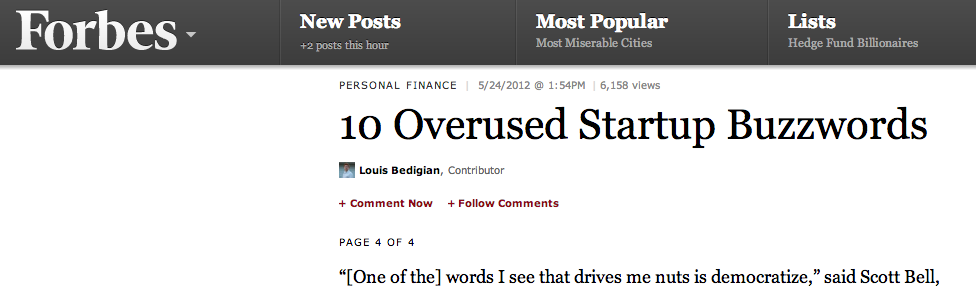 Forbes
New Posts
+2 posts this hour
Most Popular
Most Miserable Cities
Lists
Hedge Fund Billionaires
PERSONAL FINANCE | 5/24/2012 @ 1:54PM | 6,158 views
10 Overused Startup Buzzwords
Louis Bedigian, Contributor
+ Comment Now + Follow Comments
PAGE 4 OF 4
“[One of the] words I see that drives me nuts is democratize,” said Scott Bell,